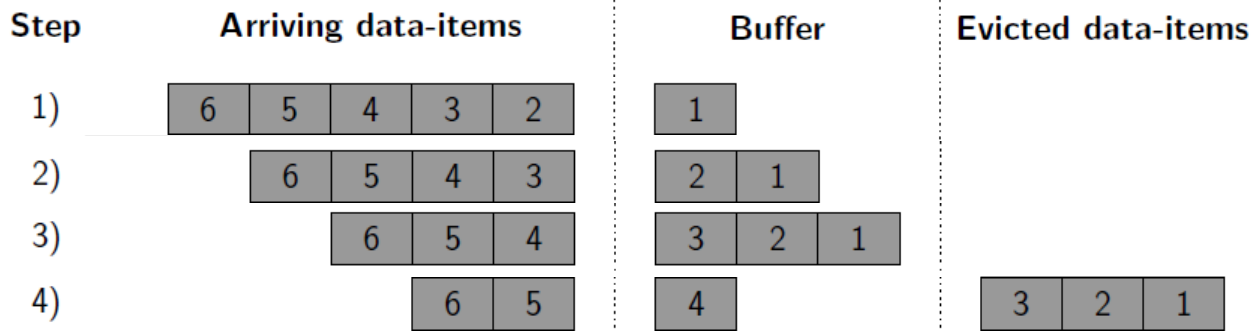 Step Arriving data-items Buffer Evicted data-items
1) 6 5 4 3 2 1
2) 6 5 4 3 2 1
3) 6 5 4 3 2 1
4) 6 5 4 3 2 1